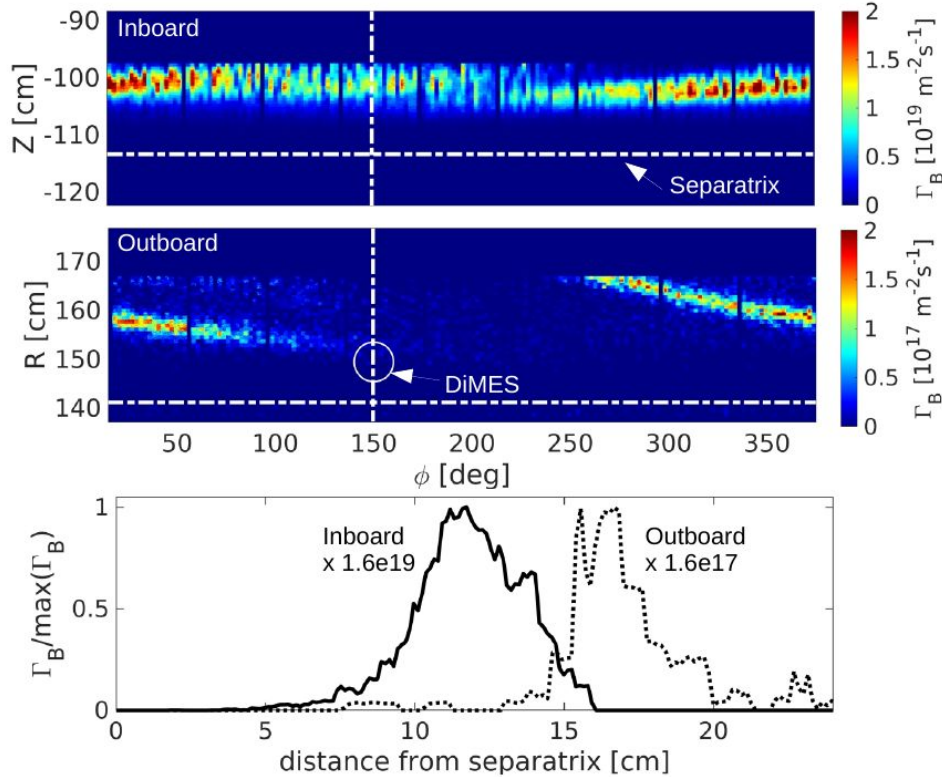 Inboard
-90
-100
-110
-120
Z [cm]
Separatrix
2
1.5
1
0.5
0
Γ_B [10^19 m^-2 s^-1]
Outboard
170
160
150
140
R [cm]
DiMES
2
1.5
1
0.5
0
Γ_B [10^17 m^-2 s^-1]
50 100 150 200 250 300 350
ϕ [deg]
1
0.5
0
Γ_B/max(Γ_B)
Inboard
x 1.6e19
Outboard
x 1.6e17
0 5 10 15 20
distance from separatrix [cm]